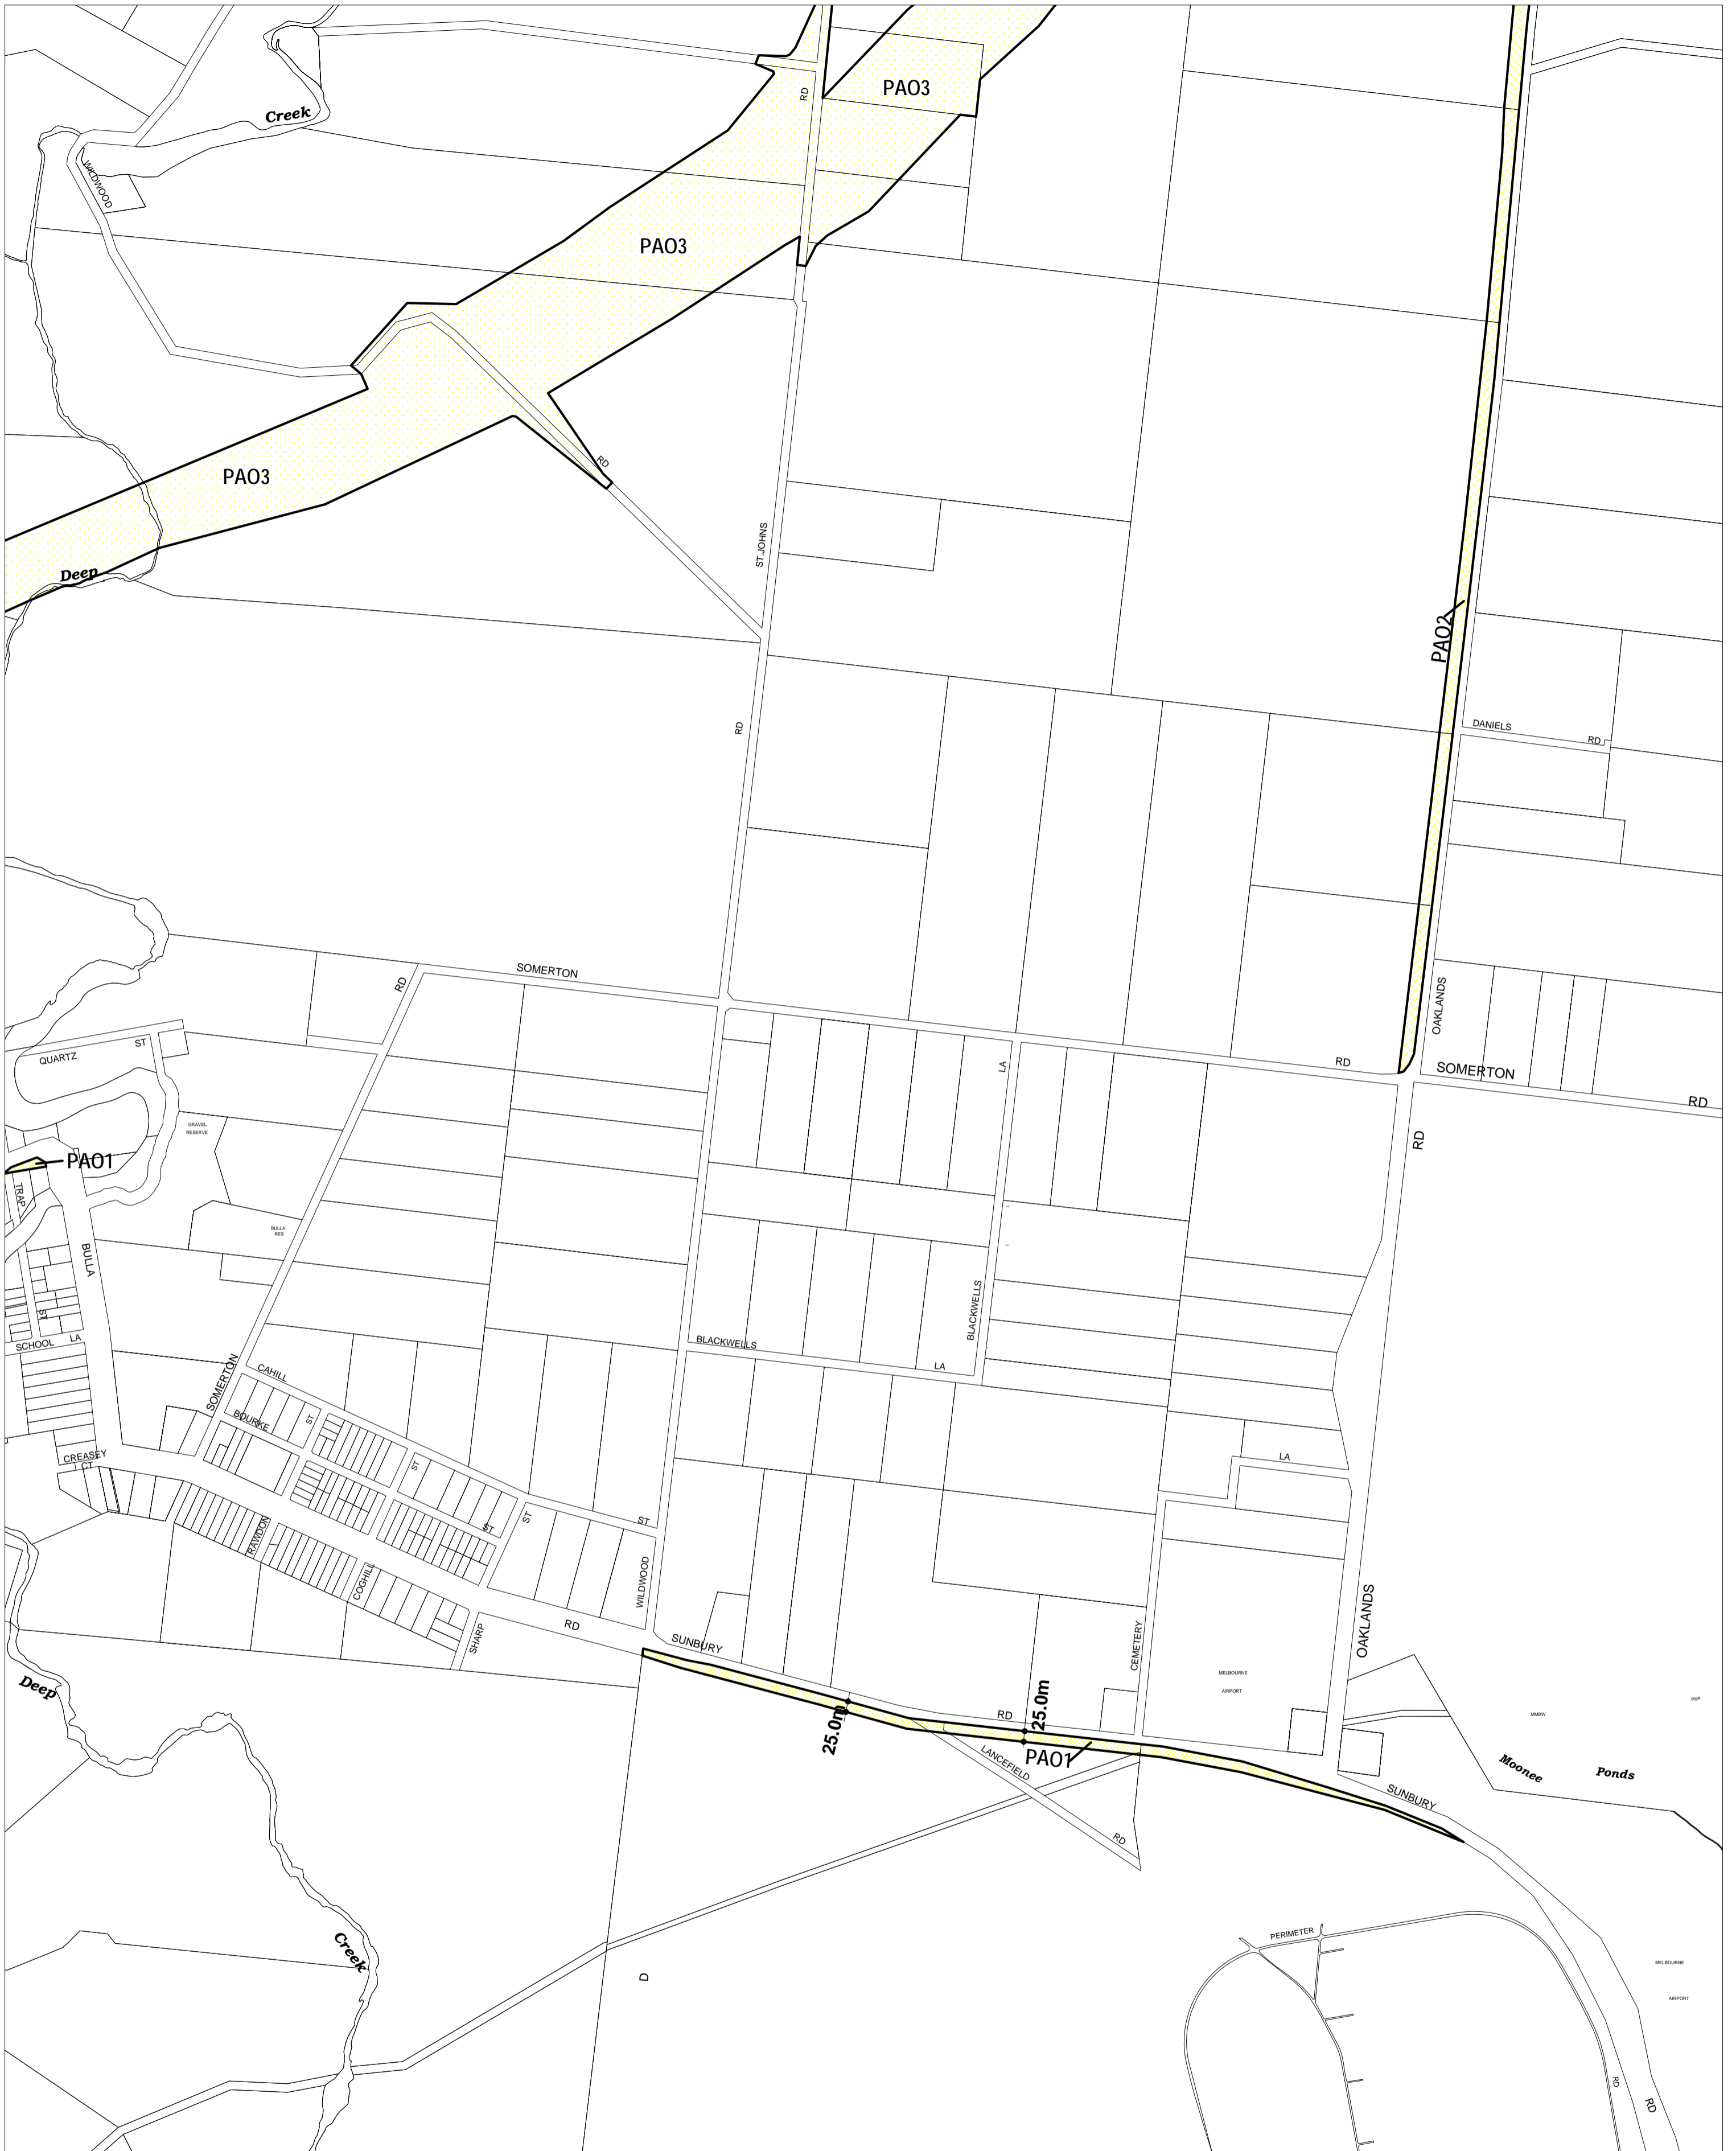 RD
PAO3
Creek
WILDWOOD
PAO3
RD
PAO3
ST.JOHNS
Deep
PAO2
DANIELS
RD
RD
SOMERTON
RD
OAKLANDS
QUARTZ
ST
LA
RD
SOMERTON
RD
GRAVEL
RESERVE
RD
PAO1
TRAP
BULLA
RES
BULLA
ST
SCHOOL LA
BLACKWELLS
BLACKWELLS
LA
SOMERTON
CAHILL
BOURKE
ST
CREASEY
CT
ST
LA
RAWDON
ST
ST
ST
COGHILL
WILDWOOD
OAKLANDS
SHARP
RD
SUNBURY
CEMETERY
MELBOURNE
AIRPORT
Deep
25.0m
25.0m
RD
PAO1
LANCEFIELD
RD
MMBW
Moonee
Ponds
SUNBURY
PERIMETER
Creek
D
MELBOURNE
AIRPORT
RD
RD